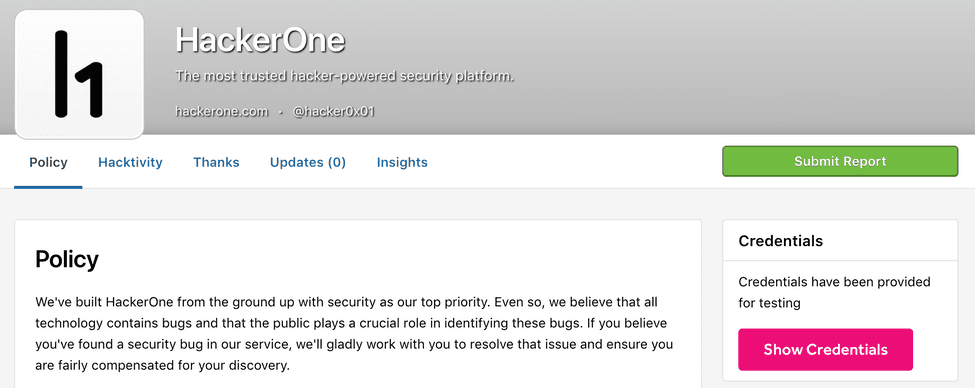 h1
HackerOne
The most trusted hacker-powered security platform.
hackerone.com · @hacker0x01
Policy Hacktivity Thanks Updates (0) Insights Submit Report
Policy
We've built HackerOne from the ground up with security as our top priority. Even so, we believe that all
technology contains bugs and that the public plays a crucial role in identifying these bugs. If you believe
you've found a security bug in our service, we'll gladly work with you to resolve that issue and ensure you
are fairly compensated for your discovery.
Credentials
Credentials have been provided
for testing
Show Credentials